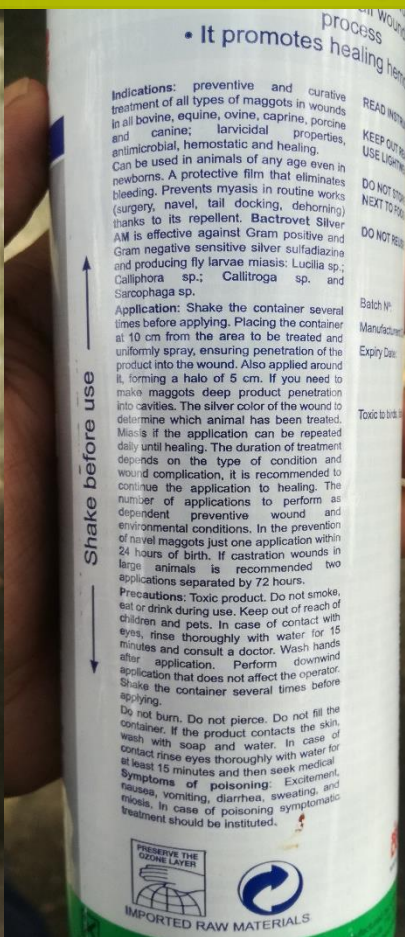 process
• It promotes healing
Indications: preventive and curative
treatment of all types of maggots in wounds
in all bovine, equine, ovine, caprine, porcine
and canine; larvicidal properties,
antimicrobial, hemostatic and healing.
Can be used in animals of any age even in
newborns. A protective film that eliminates
bleeding. Prevents myasis in routine works
(surgery, navel, tail docking, dehorning)
thanks to its repellent. Bactrovet Silver
AM is effective against Gram positive and
Gram negative sensitive silver sulfadiazine
and producing fly larvae miasis: Lucilia sp.;
Calliphora sp.; Callitroga sp. and
Sarcophaga sp.
Application: Shake the container several
times before applying. Placing the container
at 10 cm from the area to be treated and
uniformly spray, ensuring penetration of the
product into the wound. Also applied around
it, forming a halo of 5 cm. If you need to
make maggots deep product penetration
into cavities. The silver color of the wound to
determine which animal has been treated.
Miasis if the application can be repeated
daily until healing. The duration of treatment
depends on the type of condition and
wound complication, it is recommended to
continue the application to healing. The
number of applications to perform as
dependent preventive wound and
environmental conditions. In the prevention
of navel maggots just one application within
24 hours of birth. If castration wounds in
large animals is recommended two
applications separated by 72 hours.
Precautions: Toxic product. Do not smoke,
eat or drink during use. Keep out of reach of
children and pets. In case of contact with
eyes, rinse thoroughly with water for 15
minutes and consult a doctor. Wash hands
after application. Perform downwind
application that does not affect the operator.
Shake the container several times before
applying.
Do not burn. Do not pierce. Do not fill the
container. If the product contacts the skin,
wash with soap and water. In case of
contact rinse eyes thoroughly with water for
at least 15 minutes and then seek medical
Symptoms of poisoning: Excitement,
nausea, vomiting, diarrhea, sweating, and
miosis. In case of poisoning symptomatic
treatment should be instituted.
Shake before use
PRESERVE THE
OZONE LAYER
IMPORTED RAW MATERIALS
READ
KEEP OUT
USE
DO NOT
NEXT TO
DO NOT
Batch Nº
Expiry Date:
Toxic to birds,